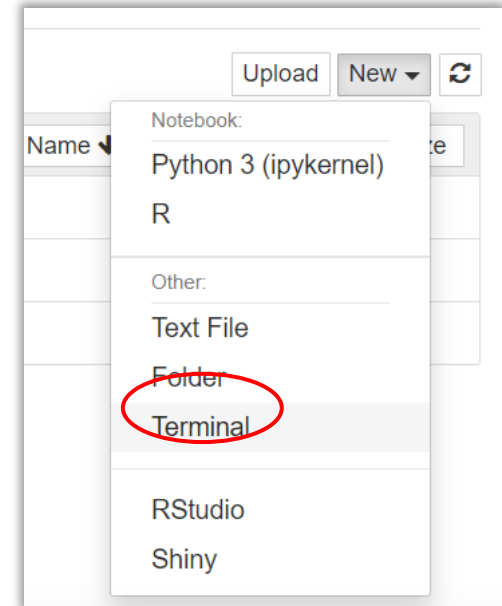 Upload New
Name
Notebook:
Python 3 (ipykernel)
R
Other:
Text File
Folder
Terminal
RStudio
Shiny